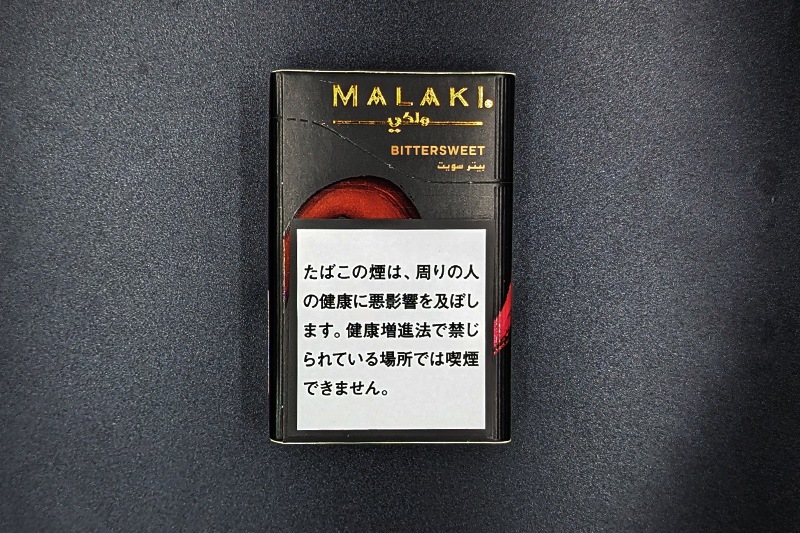 MALAKI®
ملكي
BITTERSWEET
بيتر سويت
たばこの煙は、周りの人
の健康に悪影響を及ぼし
ます。健康増進法で禁じ
られている場所では喫煙
できません。